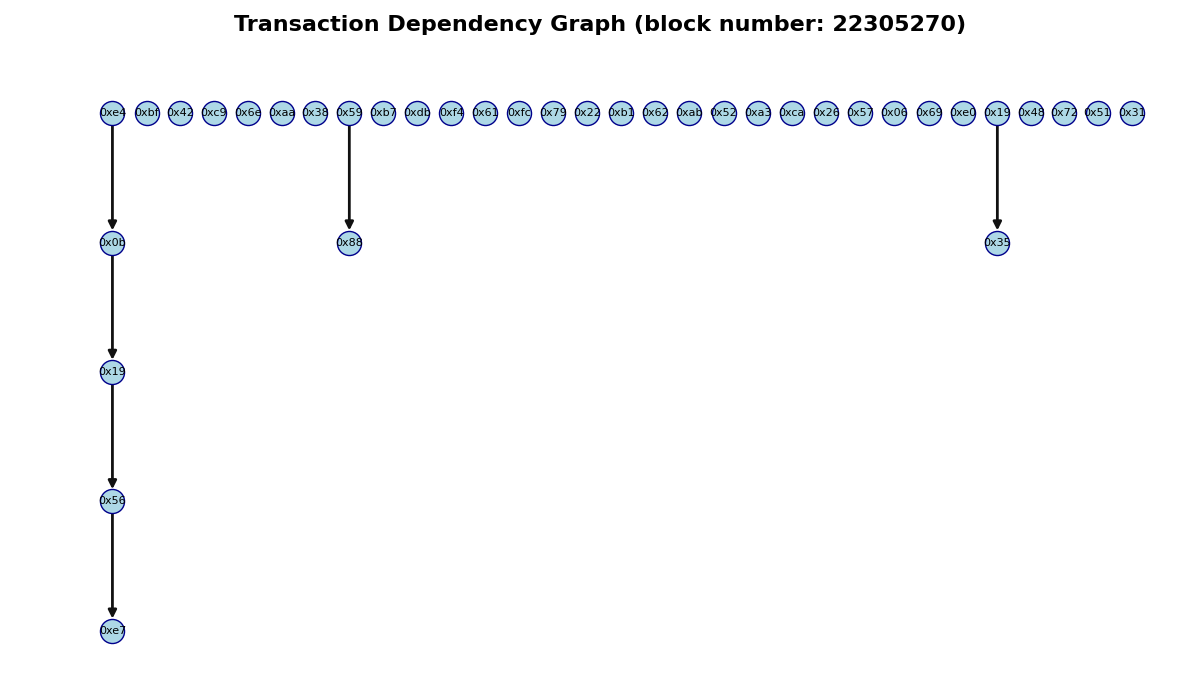 Transaction Dependency Graph (block number: 22305270)
0xe4 0xbf 0x42 0xc9 0x6e 0xaa 0x38 0x59 0xb7 0xdb 0xf4 0x61 0xfc 0x79 0x22 0xb1 0x62 0xab 0x52 0xa3 0xca 0x26 0x57 0x06 0x69 0xe0 0x19 0x48 0x72 0x51 0x31
0x0b 0x88 0x35
0x19
0x56
0xe7